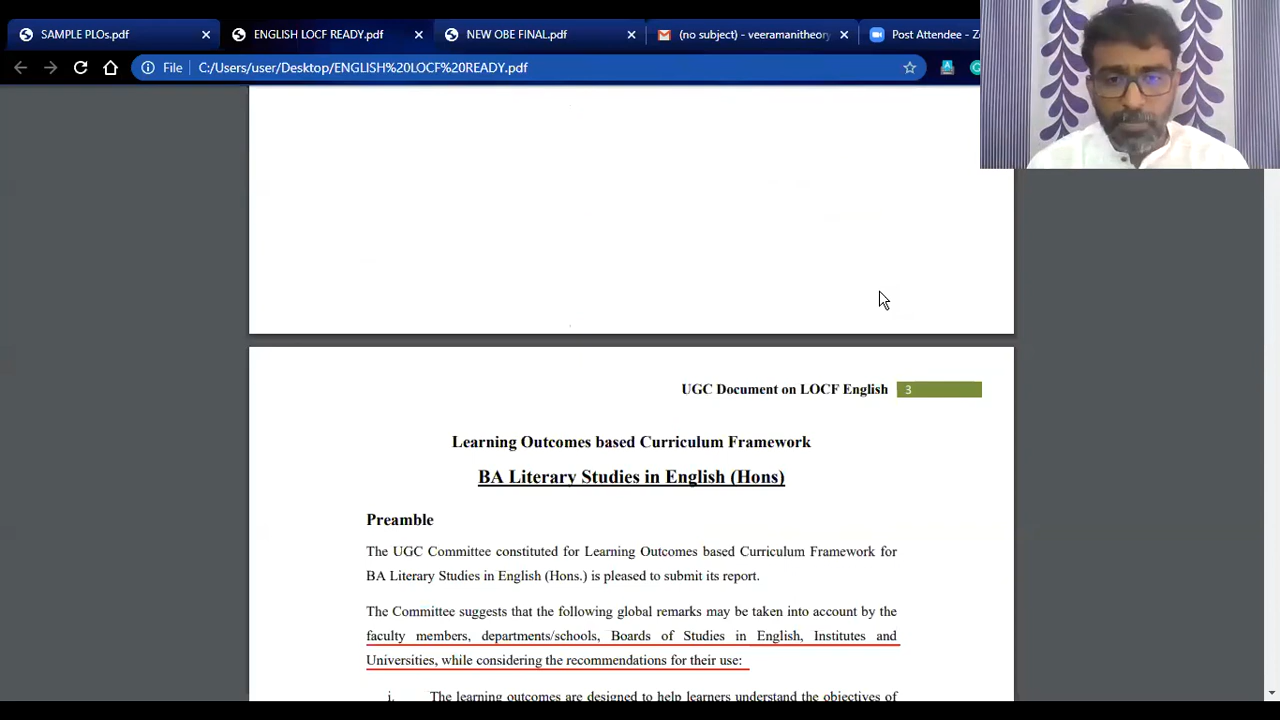 SAMPLE PLOs.pdf
ENGLISH LOCF READY.pdf
NEW OBE FINAL.pdf
(no subject) - veeramanitheory
Post Attendee - Z
File
C:/Users/user/Desktop/ENGLISH%20LOCF%20READY.pdf
UGC Document on LOCF English 3
Learning Outcomes based Curriculum Framework
BA Literary Studies in English (Hons)
Preamble
The UGC Committee constituted for Learning Outcomes based Curriculum Framework for
BA Literary Studies in English (Hons.) is pleased to submit its report.
The Committee suggests that the following global remarks may be taken into account by the
faculty members, departments/schools, Boards of Studies in English, Institutes and
Universities, while considering the recommendations for their use:
i. The learning outcomes are designed to help learners understand the objectives of